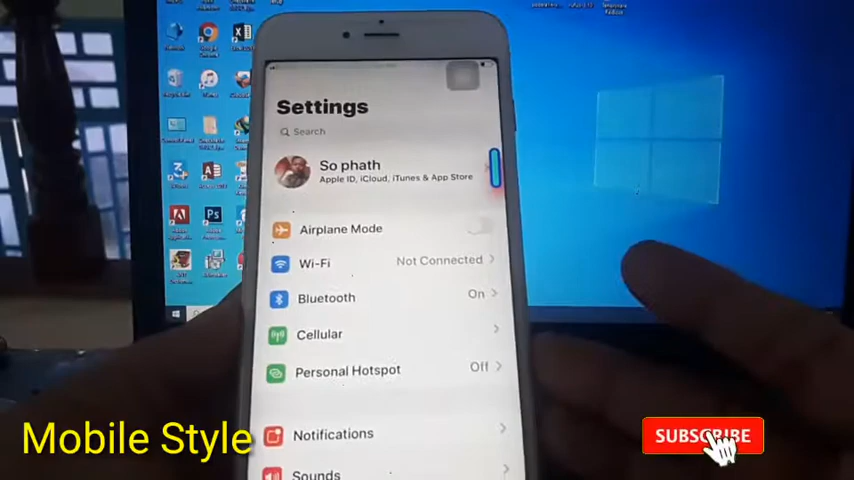 Settings
Search
So phath
Apple ID, iCloud, iTunes & App Store
Airplane Mode
Wi-Fi Not Connected
Bluetooth On
Cellular
Personal Hotspot Off
Notifications
Sounds
Mobile Style
SUBSCRIBE